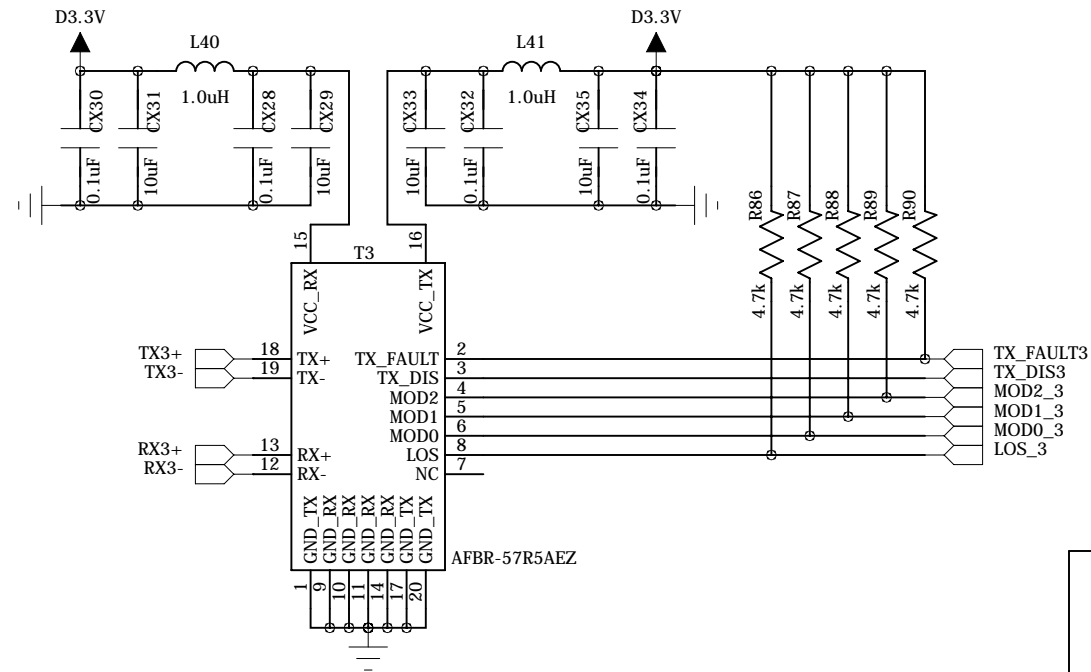 D3.3V
D3.3V
L40
L41
1.0uH
1.0uH
CX30
CX31
CX28
CX29
CX33
CX32
CX35
CX34
0.1uF
10uF
0.1uF
10uF
10uF
0.1uF
10uF
0.1uF
R86
R87
R88
R89
R90
4.7k
4.7k
4.7k
4.7k
4.7k
15
16
T3
VCC_RX
VCC_TX
TX3+
18
TX+
TX_FAULT
2
TX_FAULT3
TX3-
19
TX-
TX_DIS
3
TX_DIS3
MOD2
4
MOD2_3
MOD1
5
MOD1_3
MOD0
6
MOD0_3
RX3+
13
RX+
LOS
8
LOS_3
RX3-
12
RX-
NC
7
GND_TX
GND_RX
GND_RX
GND_RX
GND_RX
GND_TX
GND_TX
AFBR-57R5AEZ
1
9
10
11
14
17
20